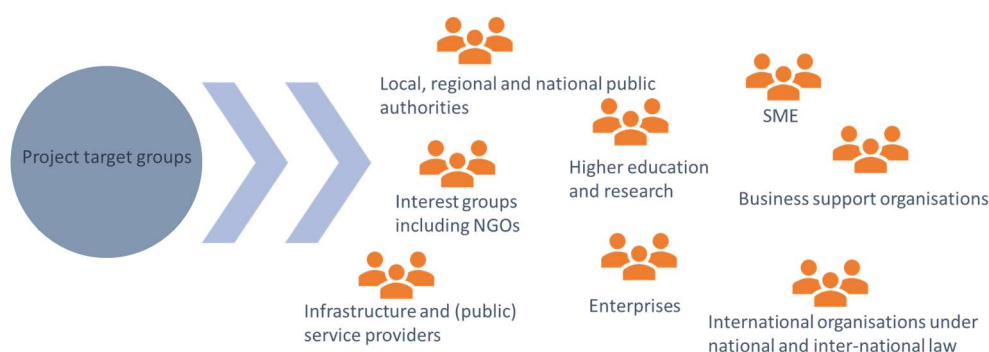 Project target groups
Local, regional and national public
authorities
SME
Higher education
and research
Interest groups
including NGOs
Business support organisations
Infrastructure and (public)
service providers
Enterprises
International organisations under
national and inter-national law